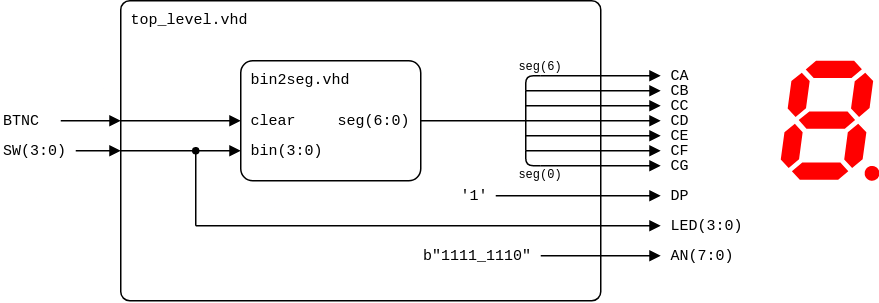 top_level.vhd
bin2seg.vhd
BTNC
clear seg(6:0)
SW(3:0)
bin(3:0)
seg(6)
CA
CB
CC
CD
CE
CF
CG
seg(0)
'1' DP
LED(3:0)
b"1111_1110" AN(7:0)